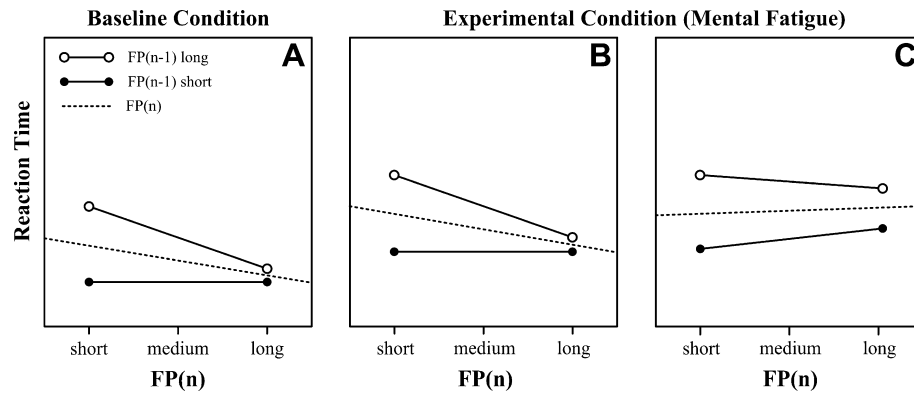 Baseline Condition
Experimental Condition (Mental Fatigue)
A
B
C
FP(n-1) long
FP(n-1) short
FP(n)
Reaction Time
short medium long
short medium long
short medium long
FP(n)
FP(n)
FP(n)